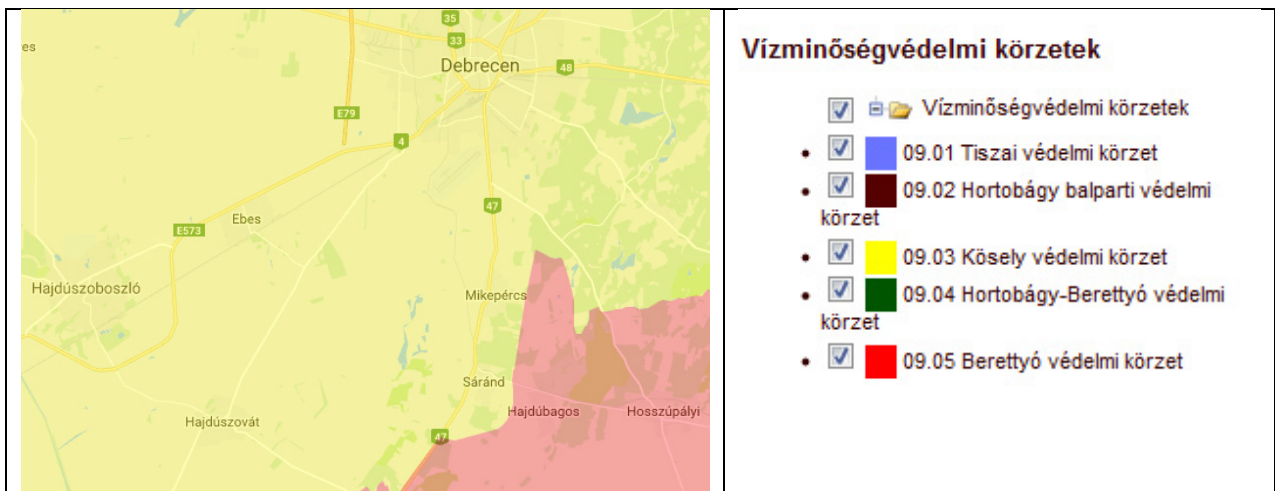 35
es
33
Debrecen
48
E79
4
47
Ebes
E573
Hajdúszoboszló
Mikepércs
Sáránd
Hajdúbagos
Hosszúpályi
Hajdúszovát
47
Vízminőségvédelmi körzetek
Vízminőségvédelmi körzetek
09.01 Tiszai védelmi körzet
09.02 Hortobágy balparti védelmi
körzet
09.03 Kösely védelmi körzet
09.04 Hortobágy-Berettyó védelmi
körzet
09.05 Berettyó védelmi körzet